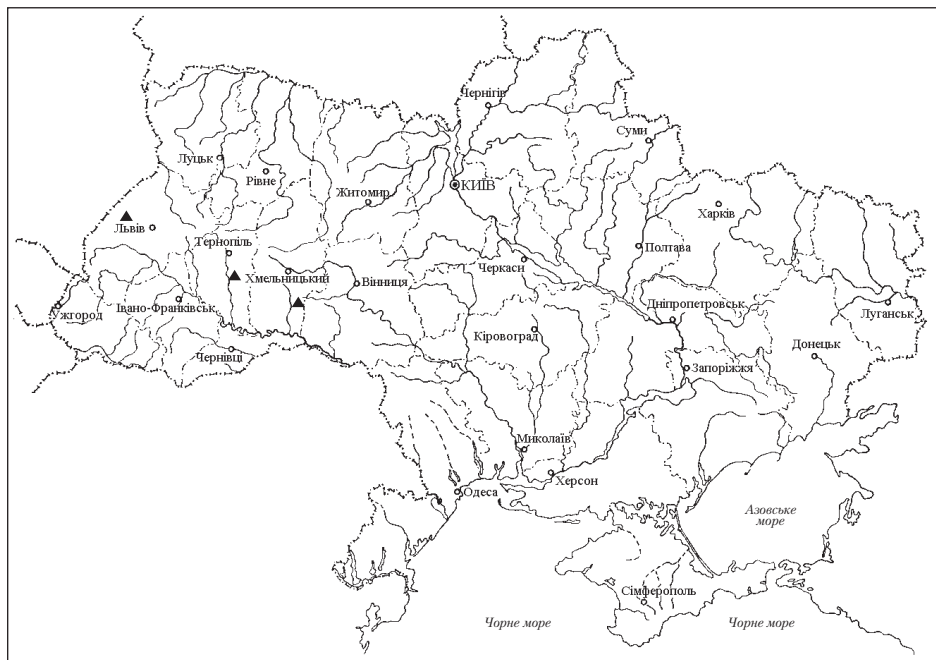 Чернігів
Суми
Луцьк
Рівне
КИЇВ
Житомир
Харків
Львів
Тернопіль
Полтава
Хмельницький
Черкаси
Вінниця
Ужгород
Івано-Франківськ
Дніпропетровськ
Луганськ
Кіровоград
Донецьк
Чернівці
Запоріжжя
Миколаїв
Херсон
Одеса
Азовське
море
Сімферополь
Чорне море
Чорне море